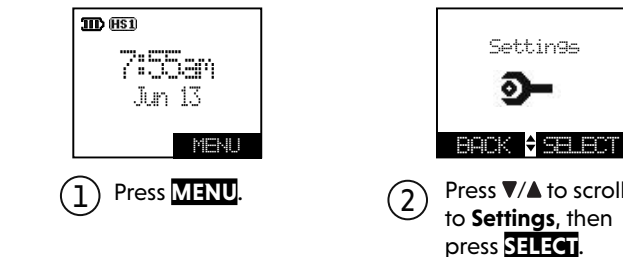 HS1
7:55am
Jun 13
MENU
1 Press MENU.
Settings
BACK SELECT
2 Press ▼/▲ to scroll
to Settings, then
press SELECT.